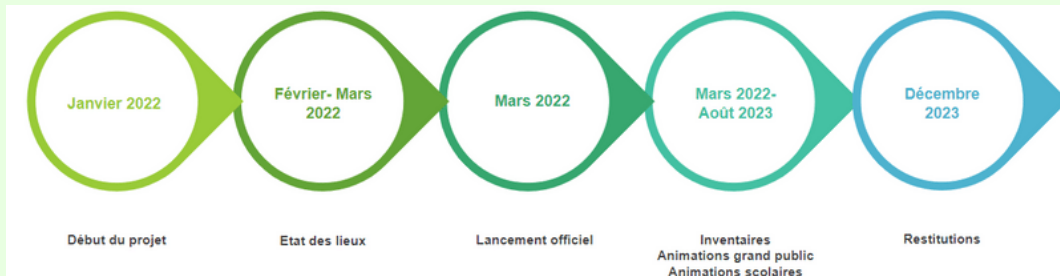 Janvier 2022
Février- Mars
2022
Mars 2022
Mars 2022-
Août 2023
Décembre
2023
Début du projet
Etat des lieux
Lancement officiel
Inventaires
Animations grand public
Animations scolaires
Restitutions